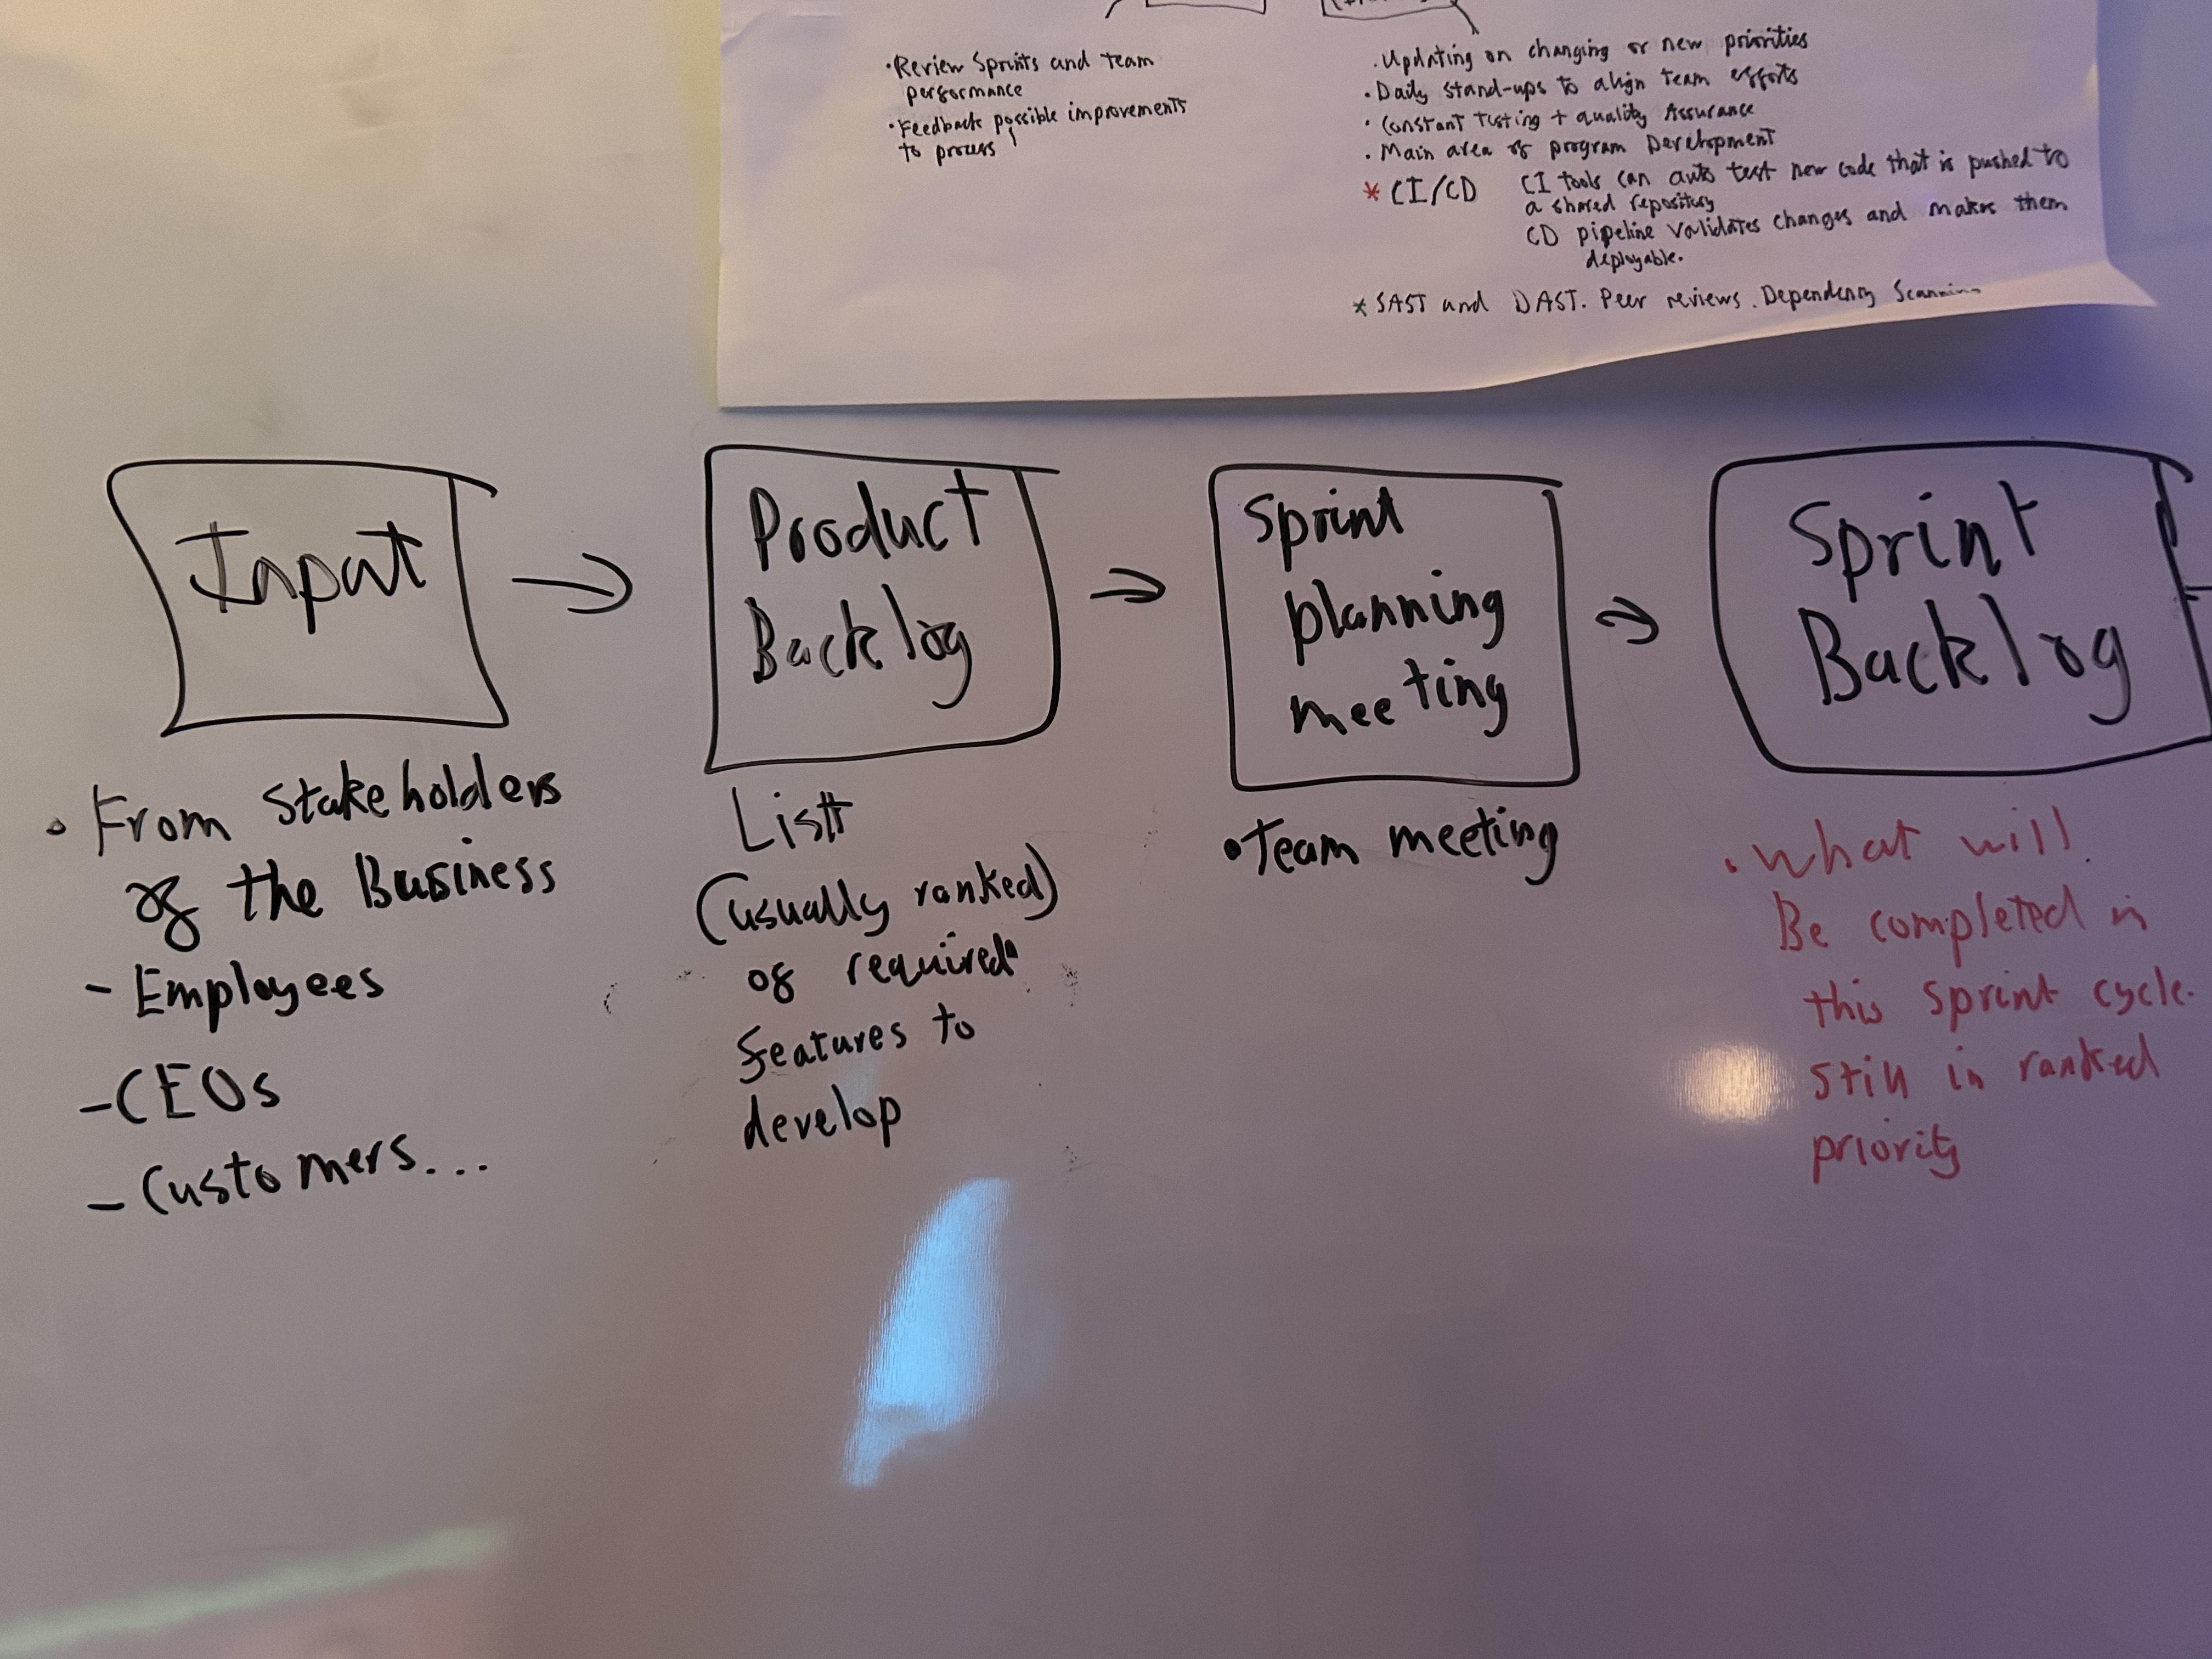 • Review Sprints and team
performance
• Feedback possible improvements
to process
. Updating on changing or new priorities
• Daily stand-ups to align team efforts
• Constant testing + quality Assurance
• Main area of program Development
* CI/CD CI tools can auto test new code that is pushed to
a shared repository
CD pipeline validates changes and makes them
deployable.
* SAST and DAST. Peer reviews. Dependency Scanning
Input
→
Product
Backlog
→
Sprint
planning
meeting
→
Sprint
Backlog
• From stakeholders
of the Business
- Employees
- CEOs
- Customers...
List
(usually ranked)
of required
features to
develop
• Team meeting
• What will
Be completed in
this sprint cycle.
still in ranked
priority